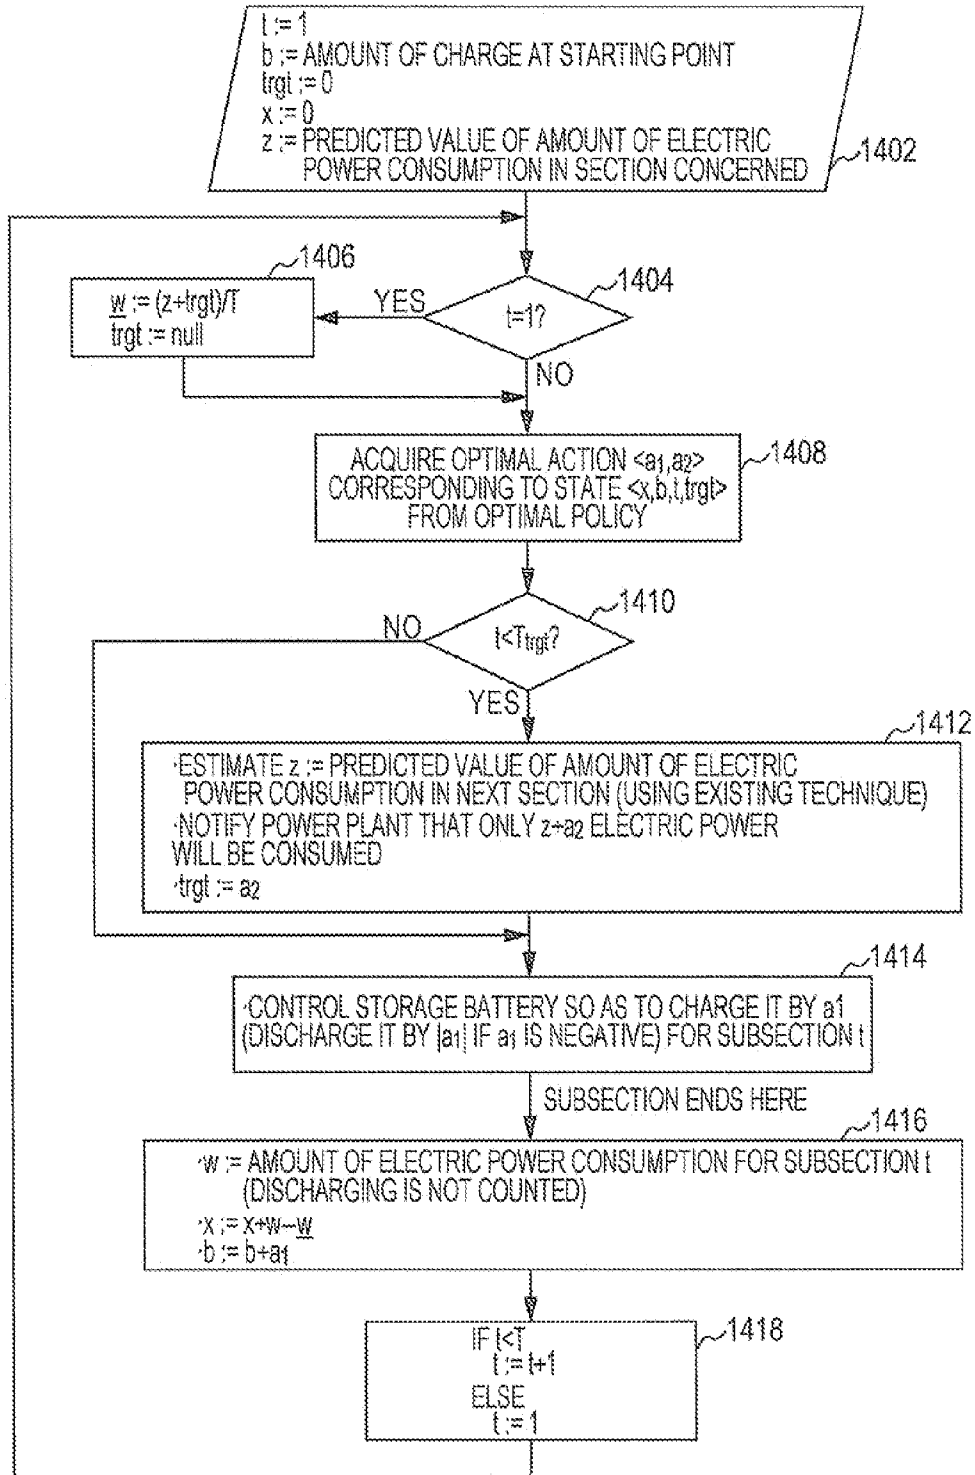 t := 1
b := AMOUNT OF CHARGE AT STARTING POINT
trgt := 0
x := 0
z := PREDICTED VALUE OF AMOUNT OF ELECTRIC
POWER CONSUMPTION IN SECTION CONCERNED
1402
1404
t=1?
YES
NO
1406
w := (z+trgt)/T
trgt := null
1408
ACQUIRE OPTIMAL ACTION <a1,a2>
CORRESPONDING TO STATE <x,b,t,trgt>
FROM OPTIMAL POLICY
1410
t<Ttrgt?
NO
YES
1412
·ESTIMATE z := PREDICTED VALUE OF AMOUNT OF ELECTRIC
POWER CONSUMPTION IN NEXT SECTION (USING EXISTING TECHNIQUE)
·NOTIFY POWER PLANT THAT ONLY z+a2 ELECTRIC POWER
WILL BE CONSUMED
·trgt := a2
1414
·CONTROL STORAGE BATTERY SO AS TO CHARGE IT BY a1
(DISCHARGE IT BY |a1| IF a1 IS NEGATIVE) FOR SUBSECTION t
SUBSECTION ENDS HERE
1416
·w := AMOUNT OF ELECTRIC POWER CONSUMPTION FOR SUBSECTION t
(DISCHARGING IS NOT COUNTED)
·x := x+w−w
·b := b+a1
1418
IF t<T
t := t+1
ELSE
t := 1